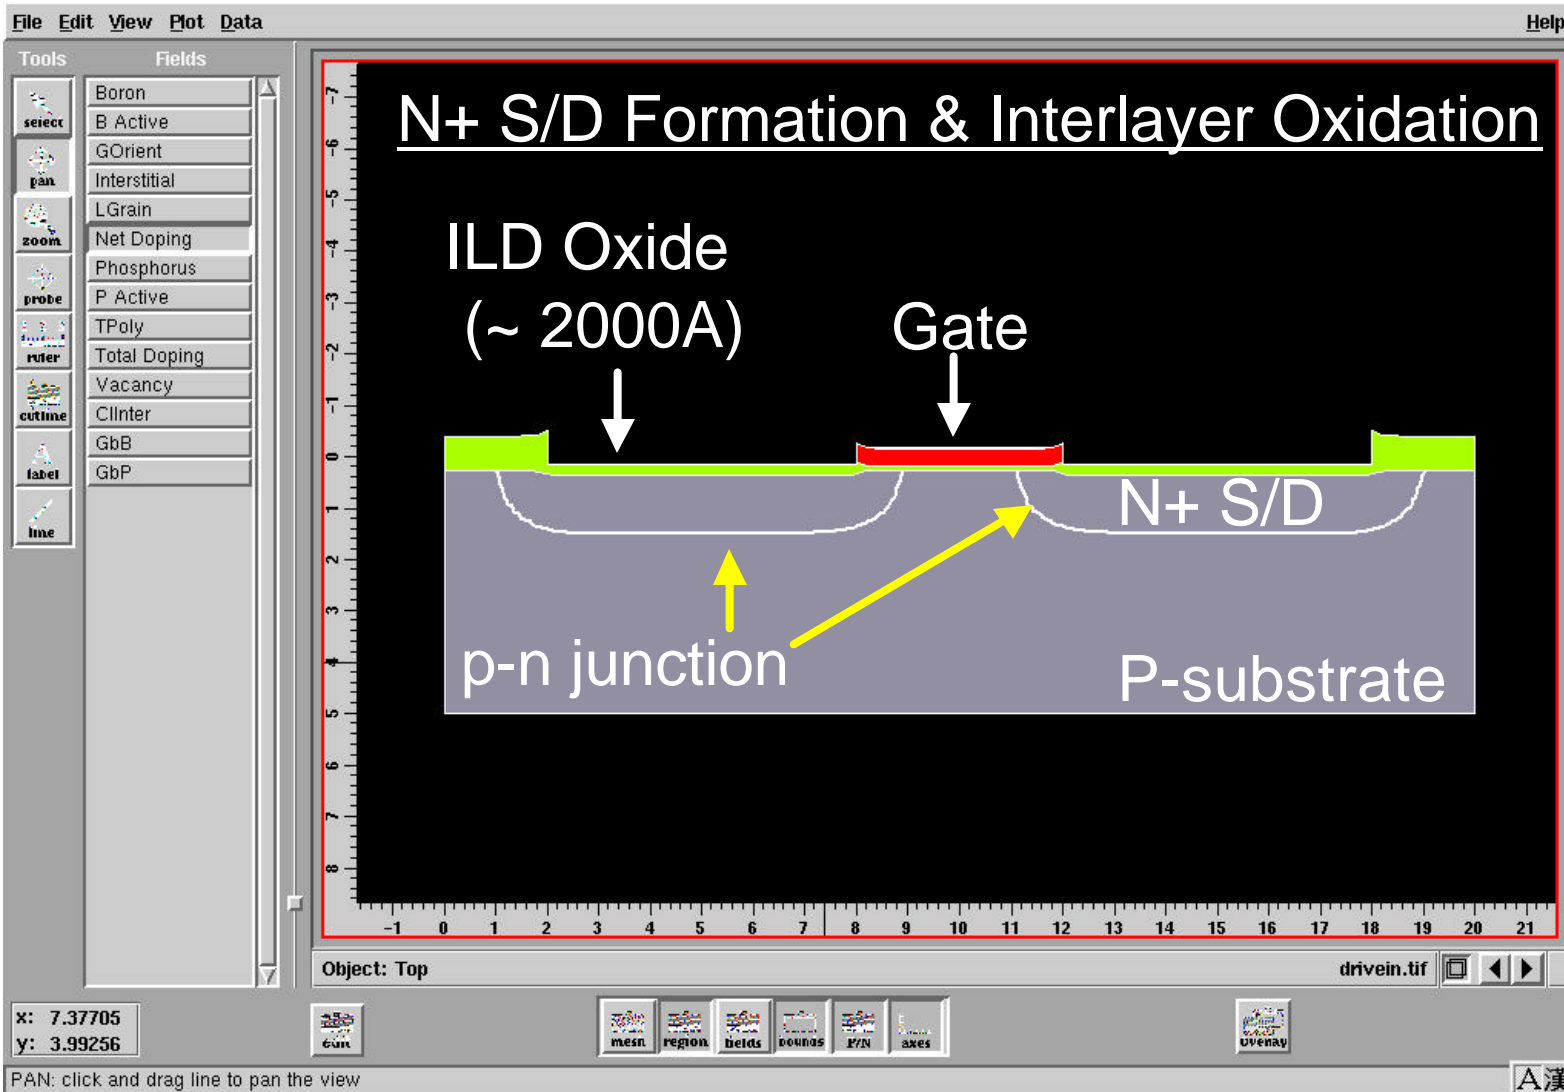 File Edit View Plot Data Help
Tools Fields
select
pan
zoom
probe
ruler
cutline
label
line
Boron
B Active
GOrient
Interstitial
LGrain
Net Doping
Phosphorus
P Active
TPoly
Total Doping
Vacancy
CIInter
GbB
GbP
N+ S/D Formation & Interlayer Oxidation
ILD Oxide
(~ 2000A)
Gate
N+ S/D
p-n junction
P-substrate
-7
-6
-5
-4
-3
-2
-1
0
1
2
3
4
5
6
7
8
-1 0 1 2 3 4 5 6 7 8 9 10 11 12 13 14 15 16 17 18 19 20 21
Object: Top drivein.tif
x: 7.37705
y: 3.99256
edit
mesh region fields bounds P/N axes
Overlay
PAN: click and drag line to pan the view
A漢